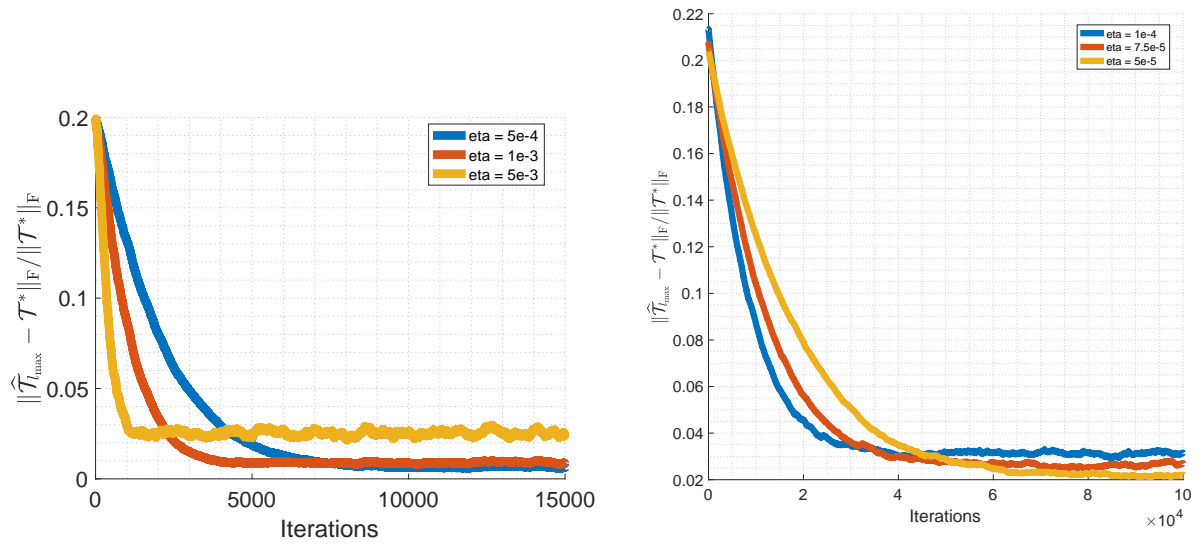 0.2
0.15
0.1
0.05
0
0
5000
10000
15000
Iterations
||T̂_{l_max} − T*||_F/||T*||_F
eta = 5e-4
eta = 1e-3
eta = 5e-3
0.22
0.2
0.18
0.16
0.14
0.12
0.1
0.08
0.06
0.04
0.02
0
2
4
6
8
10
×10^4
Iterations
||T̂_{l_max} − T*||_F/||T*||_F
eta = 1e-4
eta = 7.5e-5
eta = 5e-5